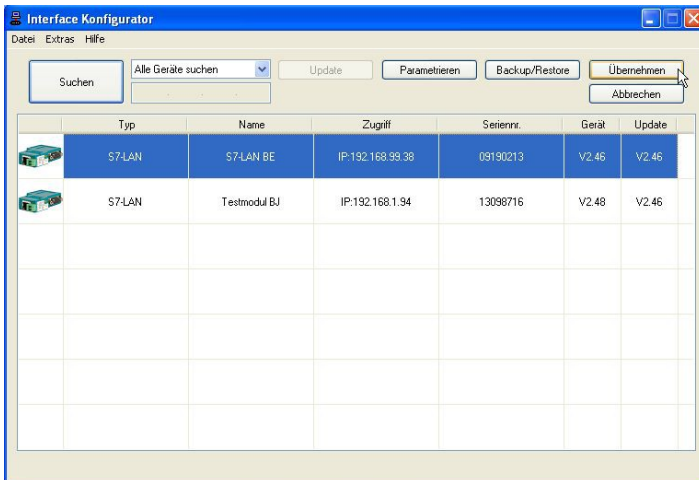 Interface Konfigurator
Datei Extras Hilfe
Suchen
Alle Geräte suchen
Update
Parametrieren
Backup/Restore
Übernehmen
Abbrechen
Typ Name Zugriff Seriennr. Gerät Update
S7-LAN S7-LAN BE IP:192.168.99.38 09190213 V2.46 V2.46
S7-LAN Testmodul BJ IP:192.168.1.94 13098716 V2.48 V2.46